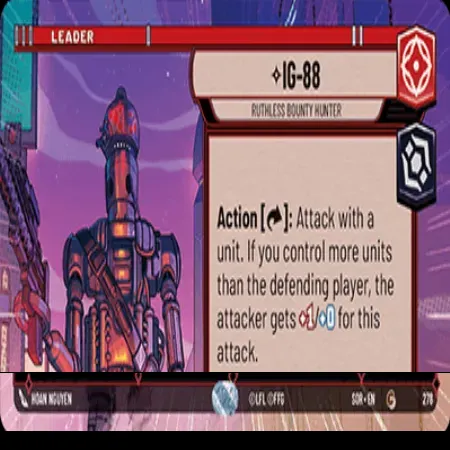 LEADER
IG-88
RUTHLESS BOUNTY HUNTER
Action [ ]: Attack with a
unit. If you control more units
than the defending player, the
attacker gets +1/+0 for this
attack.
HOAN NGUYEN
©LFL ©FFG
SOR • EN
278